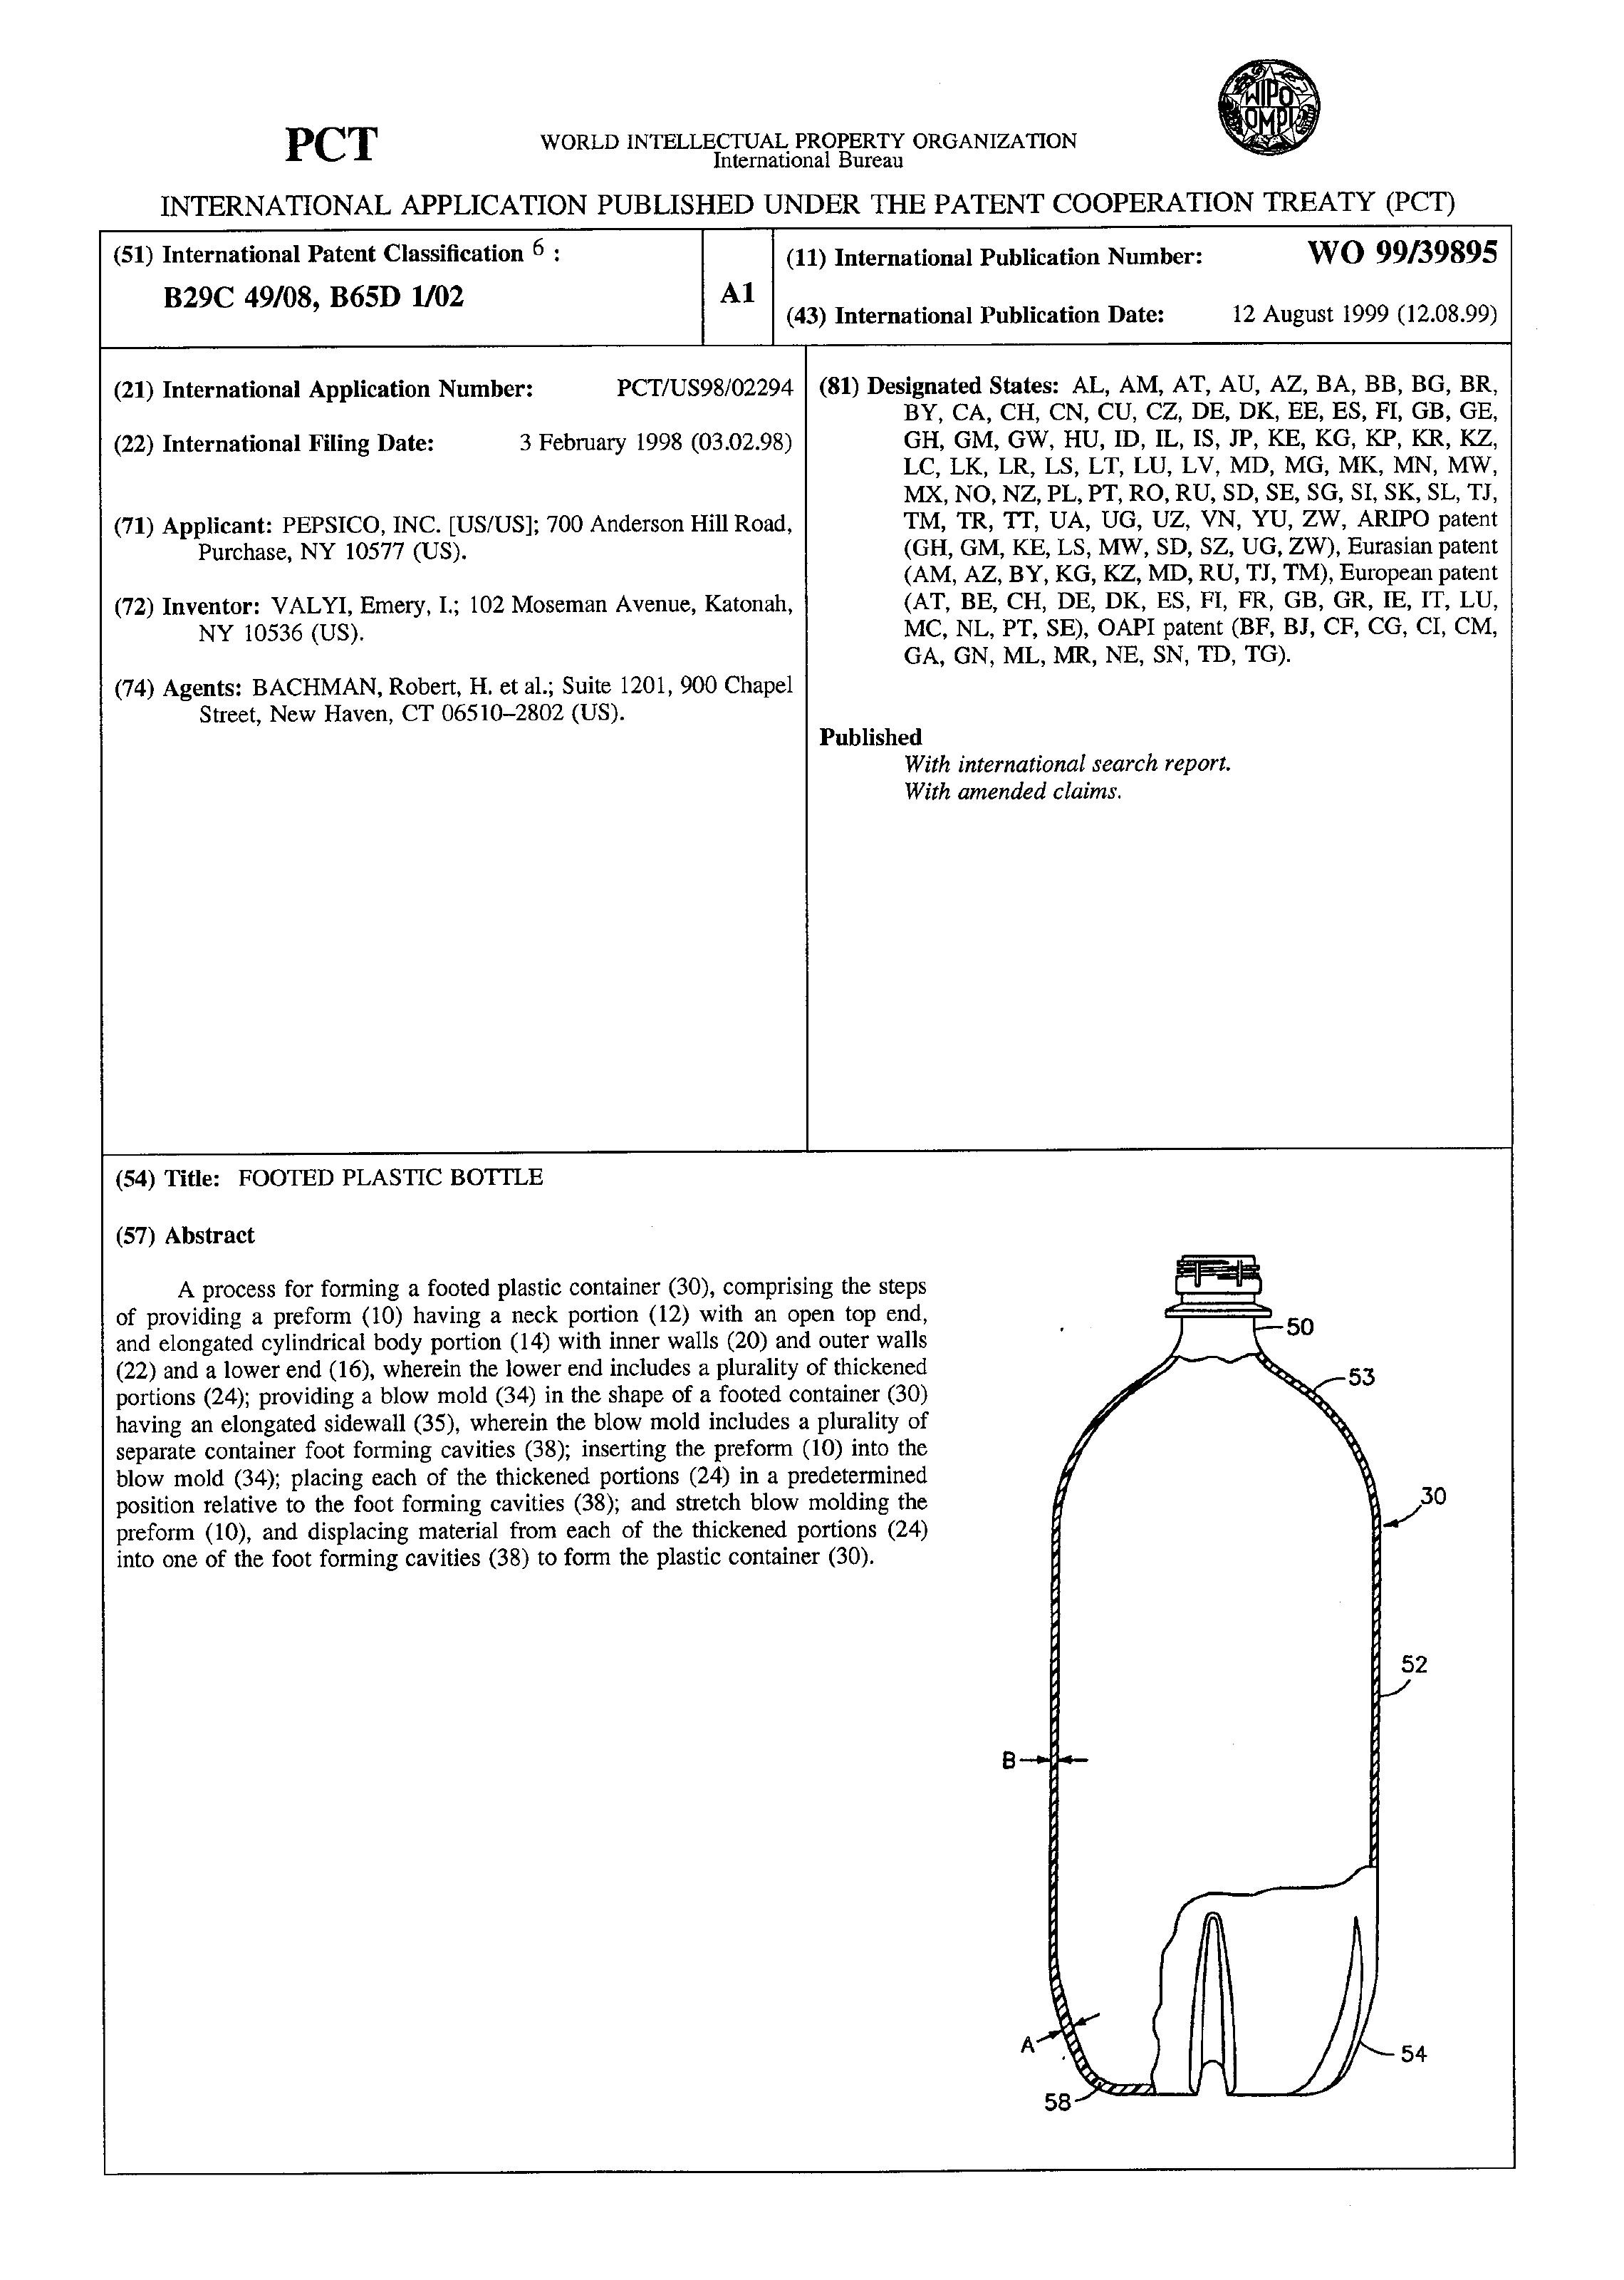 WIPO
OMPI
PCT
WORLD INTELLECTUAL PROPERTY ORGANIZATION
International Bureau
INTERNATIONAL APPLICATION PUBLISHED UNDER THE PATENT COOPERATION TREATY (PCT)
(51) International Patent Classification 6 :
B29C 49/08, B65D 1/02
A1
(11) International Publication Number: WO 99/39895
(43) International Publication Date: 12 August 1999 (12.08.99)
(21) International Application Number: PCT/US98/02294
(22) International Filing Date: 3 February 1998 (03.02.98)
(71) Applicant: PEPSICO, INC. [US/US]; 700 Anderson Hill Road,
Purchase, NY 10577 (US).
(72) Inventor: VALYI, Emery, I.; 102 Moseman Avenue, Katonah,
NY 10536 (US).
(74) Agents: BACHMAN, Robert, H. et al.; Suite 1201, 900 Chapel
Street, New Haven, CT 06510–2802 (US).
(81) Designated States: AL, AM, AT, AU, AZ, BA, BB, BG, BR,
BY, CA, CH, CN, CU, CZ, DE, DK, EE, ES, FI, GB, GE,
GH, GM, GW, HU, ID, IL, IS, JP, KE, KG, KP, KR, KZ,
LC, LK, LR, LS, LT, LU, LV, MD, MG, MK, MN, MW,
MX, NO, NZ, PL, PT, RO, RU, SD, SE, SG, SI, SK, SL, TJ,
TM, TR, TT, UA, UG, UZ, VN, YU, ZW, ARIPO patent
(GH, GM, KE, LS, MW, SD, SZ, UG, ZW), Eurasian patent
(AM, AZ, BY, KG, KZ, MD, RU, TJ, TM), European patent
(AT, BE, CH, DE, DK, ES, FI, FR, GB, GR, IE, IT, LU,
MC, NL, PT, SE), OAPI patent (BF, BJ, CF, CG, CI, CM,
GA, GN, ML, MR, NE, SN, TD, TG).
Published
With international search report.
With amended claims.
(54) Title: FOOTED PLASTIC BOTTLE
(57) Abstract
A process for forming a footed plastic container (30), comprising the steps
of providing a preform (10) having a neck portion (12) with an open top end,
and elongated cylindrical body portion (14) with inner walls (20) and outer walls
(22) and a lower end (16), wherein the lower end includes a plurality of thickened
portions (24); providing a blow mold (34) in the shape of a footed container (30)
having an elongated sidewall (35), wherein the blow mold includes a plurality of
separate container foot forming cavities (38); inserting the preform (10) into the
blow mold (34); placing each of the thickened portions (24) in a predetermined
position relative to the foot forming cavities (38); and stretch blow molding the
preform (10), and displacing material from each of the thickened portions (24)
into one of the foot forming cavities (38) to form the plastic container (30).
50
53
30
52
B
A
54
58